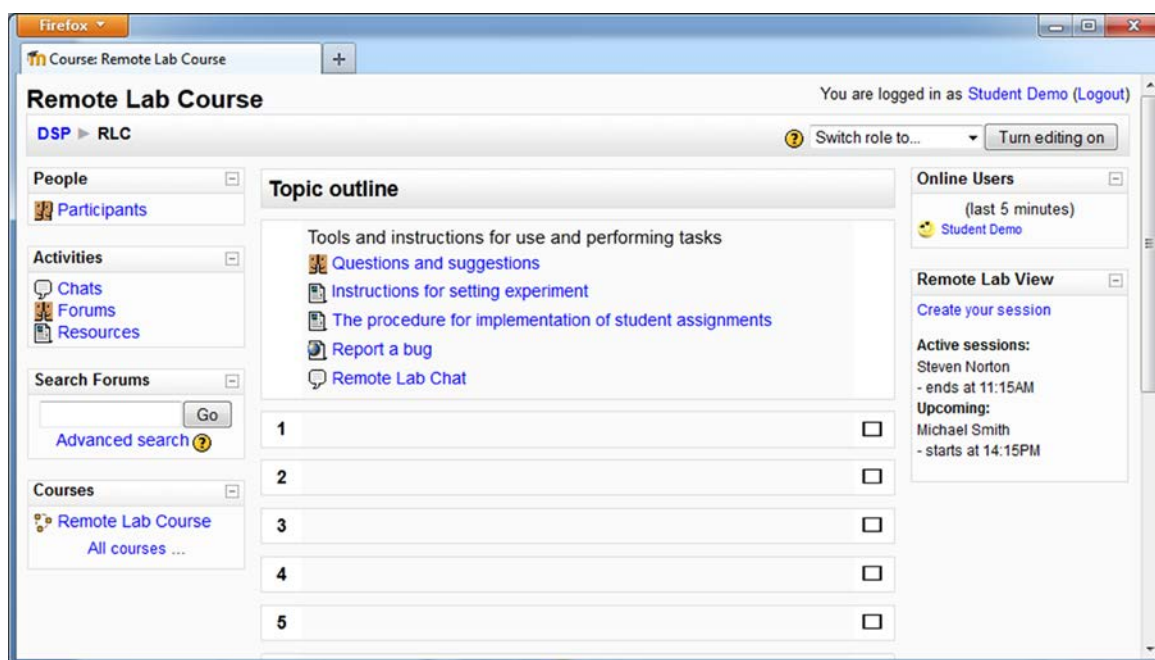 Firefox
Course: Remote Lab Course
Remote Lab Course
You are logged in as Student Demo (Logout)
DSP ► RLC
Switch role to...
Turn editing on
People
Participants
Activities
Chats
Forums
Resources
Search Forums
Go
Advanced search
Courses
Remote Lab Course
All courses ...
Topic outline
Tools and instructions for use and performing tasks
Questions and suggestions
Instructions for setting experiment
The procedure for implementation of student assignments
Report a bug
Remote Lab Chat
1
2
3
4
5
Online Users
(last 5 minutes)
Student Demo
Remote Lab View
Create your session
Active sessions:
Steven Norton
- ends at 11:15AM
Upcoming:
Michael Smith
- starts at 14:15PM